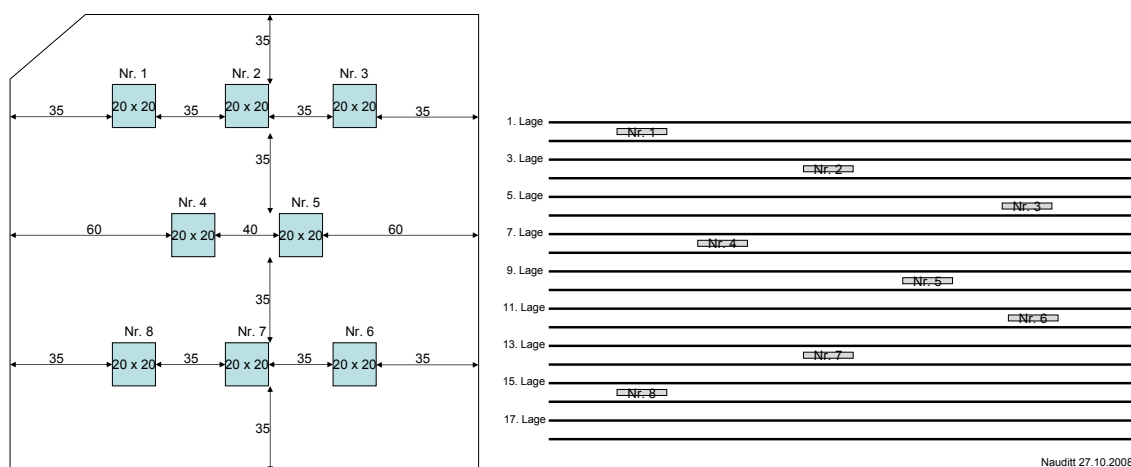 35
Nr. 1 Nr. 2 Nr. 3
20 x 20 20 x 20 20 x 20
35 35 35 35
35
Nr. 4 Nr. 5
60 20 x 20 40 20 x 20 60
35
Nr. 8 Nr. 7 Nr. 6
35 20 x 20 35 20 x 20 35 20 x 20 35
35
1. Lage
Nr. 1
3. Lage
Nr. 2
5. Lage
Nr. 3
7. Lage
Nr. 4
9. Lage
Nr. 5
11. Lage
Nr. 6
13. Lage
Nr. 7
15. Lage
Nr. 8
17. Lage
Nauditt 27.10.2008